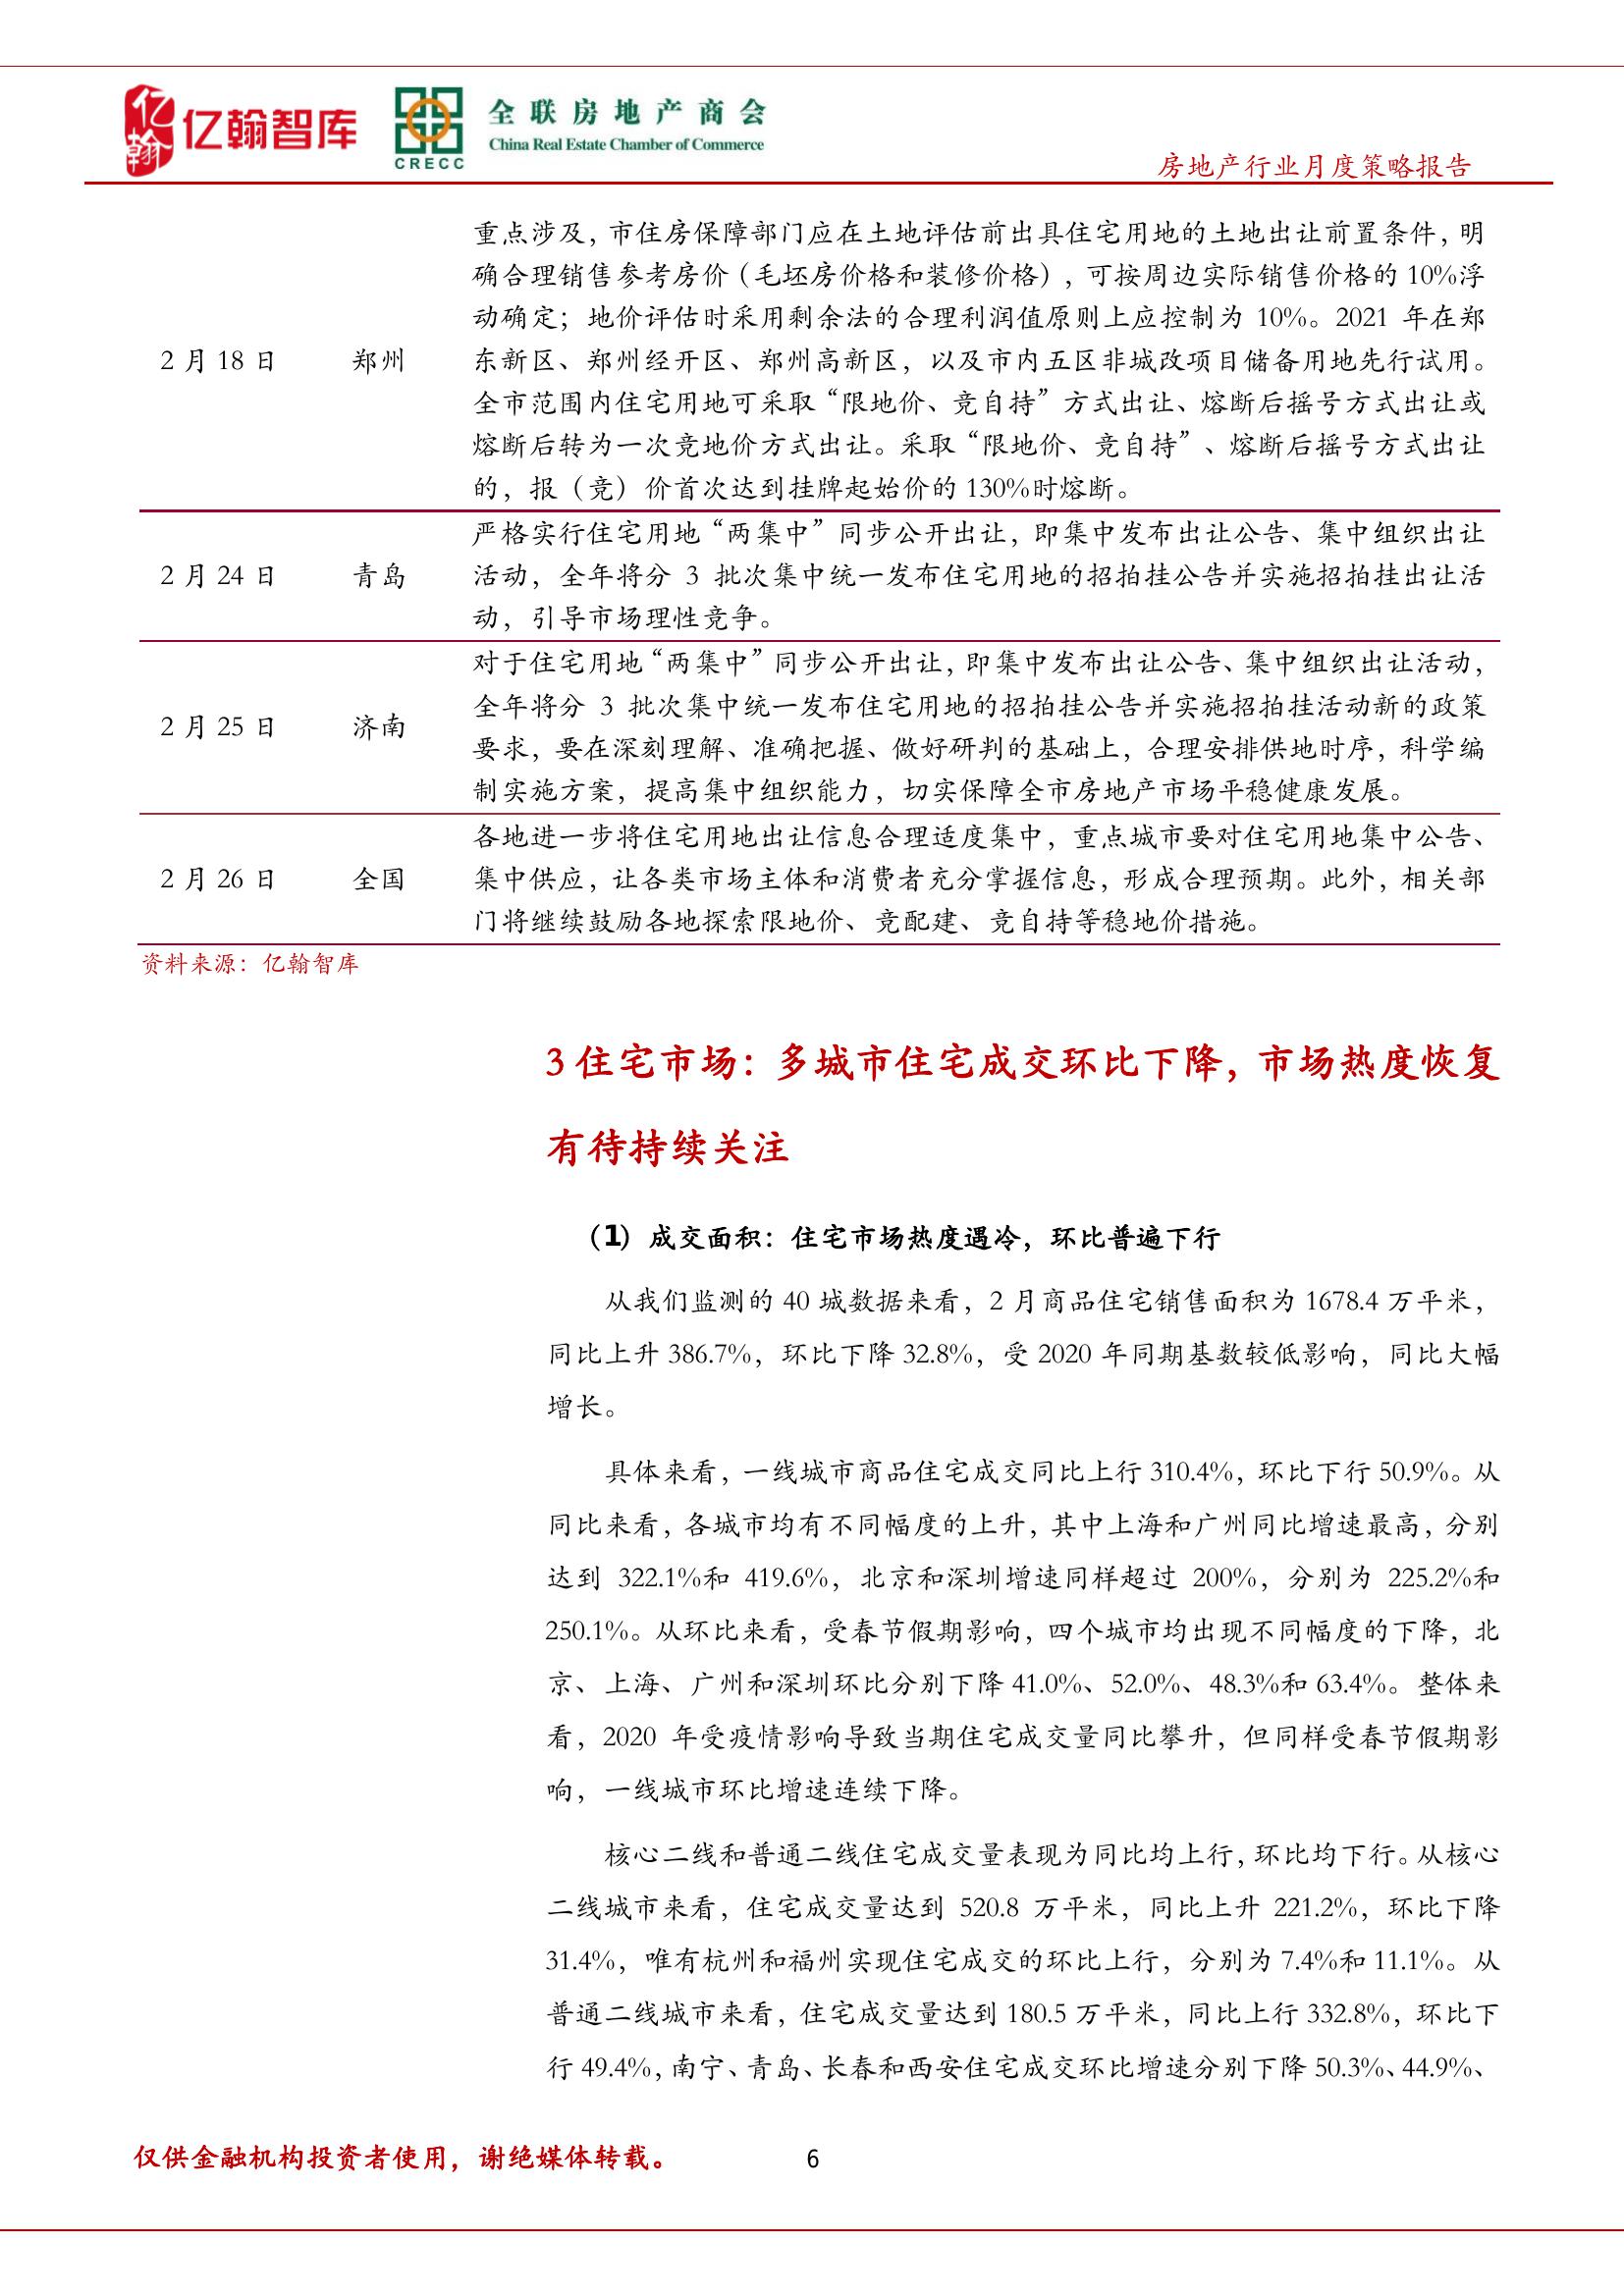 亿翰
亿翰智库
CRECC
全联房地产商会
China Real Estate Chamber of Commerce
房地产行业月度策略报告
重点涉及，市住房保障部门应在土地评估前出具住宅用地的土地出让前置条件，明
确合理销售参考房价（毛坯房价格和装修价格），可按周边实际销售价格的 10%浮
动确定；地价评估时采用剩余法的合理利润值原则上应控制为 10%。2021 年在郑
2 月 18 日 郑州 东新区、郑州经开区、郑州高新区，以及市内五区非城改项目储备用地先行试用。
全市范围内住宅用地可采取“限地价、竞自持”方式出让、熔断后摇号方式出让或
熔断后转为一次竞地价方式出让。采取“限地价、竞自持”、熔断后摇号方式出让
的，报（竞）价首次达到挂牌起始价的 130%时熔断。
严格实行住宅用地“两集中”同步公开出让，即集中发布出让公告、集中组织出让
2 月 24 日 青岛 活动，全年将分 3 批次集中统一发布住宅用地的招拍挂公告并实施招拍挂出让活
动，引导市场理性竞争。
对于住宅用地“两集中”同步公开出让，即集中发布出让公告、集中组织出让活动，
全年将分 3 批次集中统一发布住宅用地的招拍挂公告并实施招拍挂活动新的政策
2 月 25 日 济南 要求，要在深刻理解、准确把握、做好研判的基础上，合理安排供地时序，科学编
制实施方案，提高集中组织能力，切实保障全市房地产市场平稳健康发展。
各地进一步将住宅用地出让信息合理适度集中，重点城市要对住宅用地集中公告、
2 月 26 日 全国 集中供应，让各类市场主体和消费者充分掌握信息，形成合理预期。此外，相关部
门将继续鼓励各地探索限地价、竞配建、竞自持等稳地价措施。
资料来源：亿翰智库
3 住宅市场：多城市住宅成交环比下降，市场热度恢复
有待持续关注
（1）成交面积：住宅市场热度遇冷，环比普遍下行
从我们监测的 40 城数据来看，2 月商品住宅销售面积为 1678.4 万平米，
同比上升 386.7%，环比下降 32.8%，受 2020 年同期基数较低影响，同比大幅
增长。
具体来看，一线城市商品住宅成交同比上行 310.4%，环比下行 50.9%。从
同比来看，各城市均有不同幅度的上升，其中上海和广州同比增速最高，分别
达到 322.1%和 419.6%，北京和深圳增速同样超过 200%，分别为 225.2%和
250.1%。从环比来看，受春节假期影响，四个城市均出现不同幅度的下降，北
京、上海、广州和深圳环比分别下降 41.0%、52.0%、48.3%和 63.4%。整体来
看，2020 年受疫情影响导致当期住宅成交量同比攀升，但同样受春节假期影
响，一线城市环比增速连续下降。
核心二线和普通二线住宅成交量表现为同比均上行，环比均下行。从核心
二线城市来看，住宅成交量达到 520.8 万平米，同比上升 221.2%，环比下降
31.4%，唯有杭州和福州实现住宅成交的环比上行，分别为 7.4%和 11.1%。从
普通二线城市来看，住宅成交量达到 180.5 万平米，同比上行 332.8%，环比下
行 49.4%，南宁、青岛、长春和西安住宅成交环比增速分别下降 50.3%、44.9%、
仅供金融机构投资者使用，谢绝媒体转载。 6